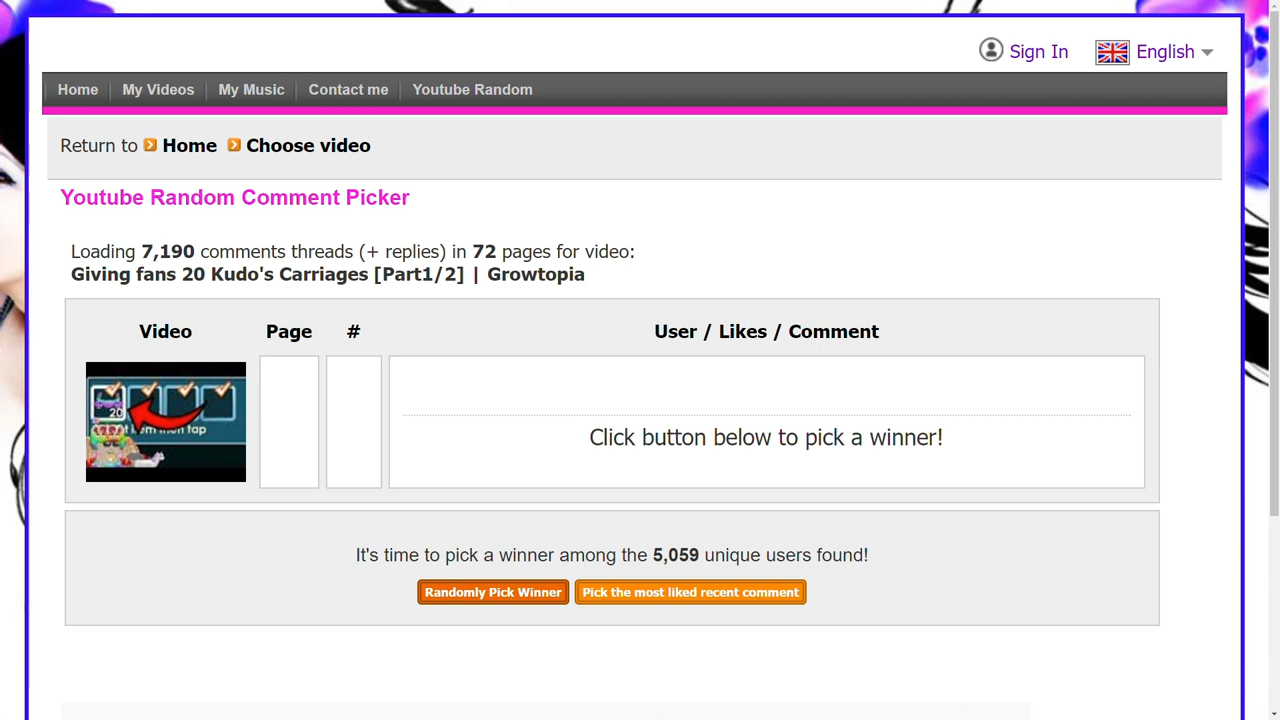 Sign In English
Home My Videos My Music Contact me Youtube Random
Return to Home Choose video
Youtube Random Comment Picker
Loading 7,190 comments threads (+ replies) in 72 pages for video:
Giving fans 20 Kudo's Carriages [Part1/2] | Growtopia
Video Page # User / Likes / Comment
20
tap
Click button below to pick a winner!
It's time to pick a winner among the 5,059 unique users found!
Randomly Pick Winner Pick the most liked recent comment